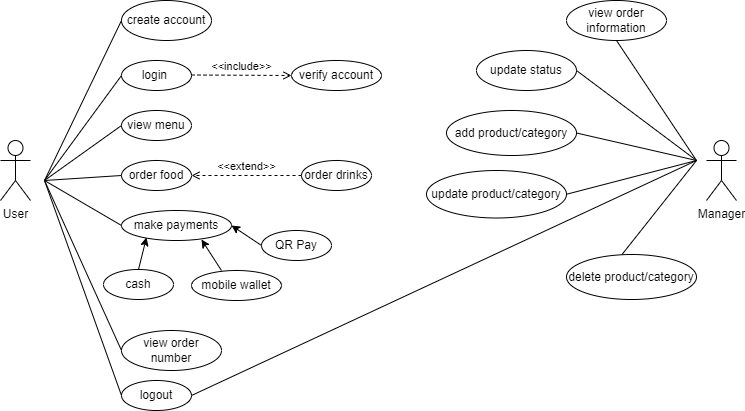 create account
view order
information
<<include>>
login
verify account
update status
view menu
add product/category
<<extend>>
order food
order drinks
update product/category
User
Manager
make payments
QR Pay
cash
mobile wallet
delete product/category
view order
number
logout